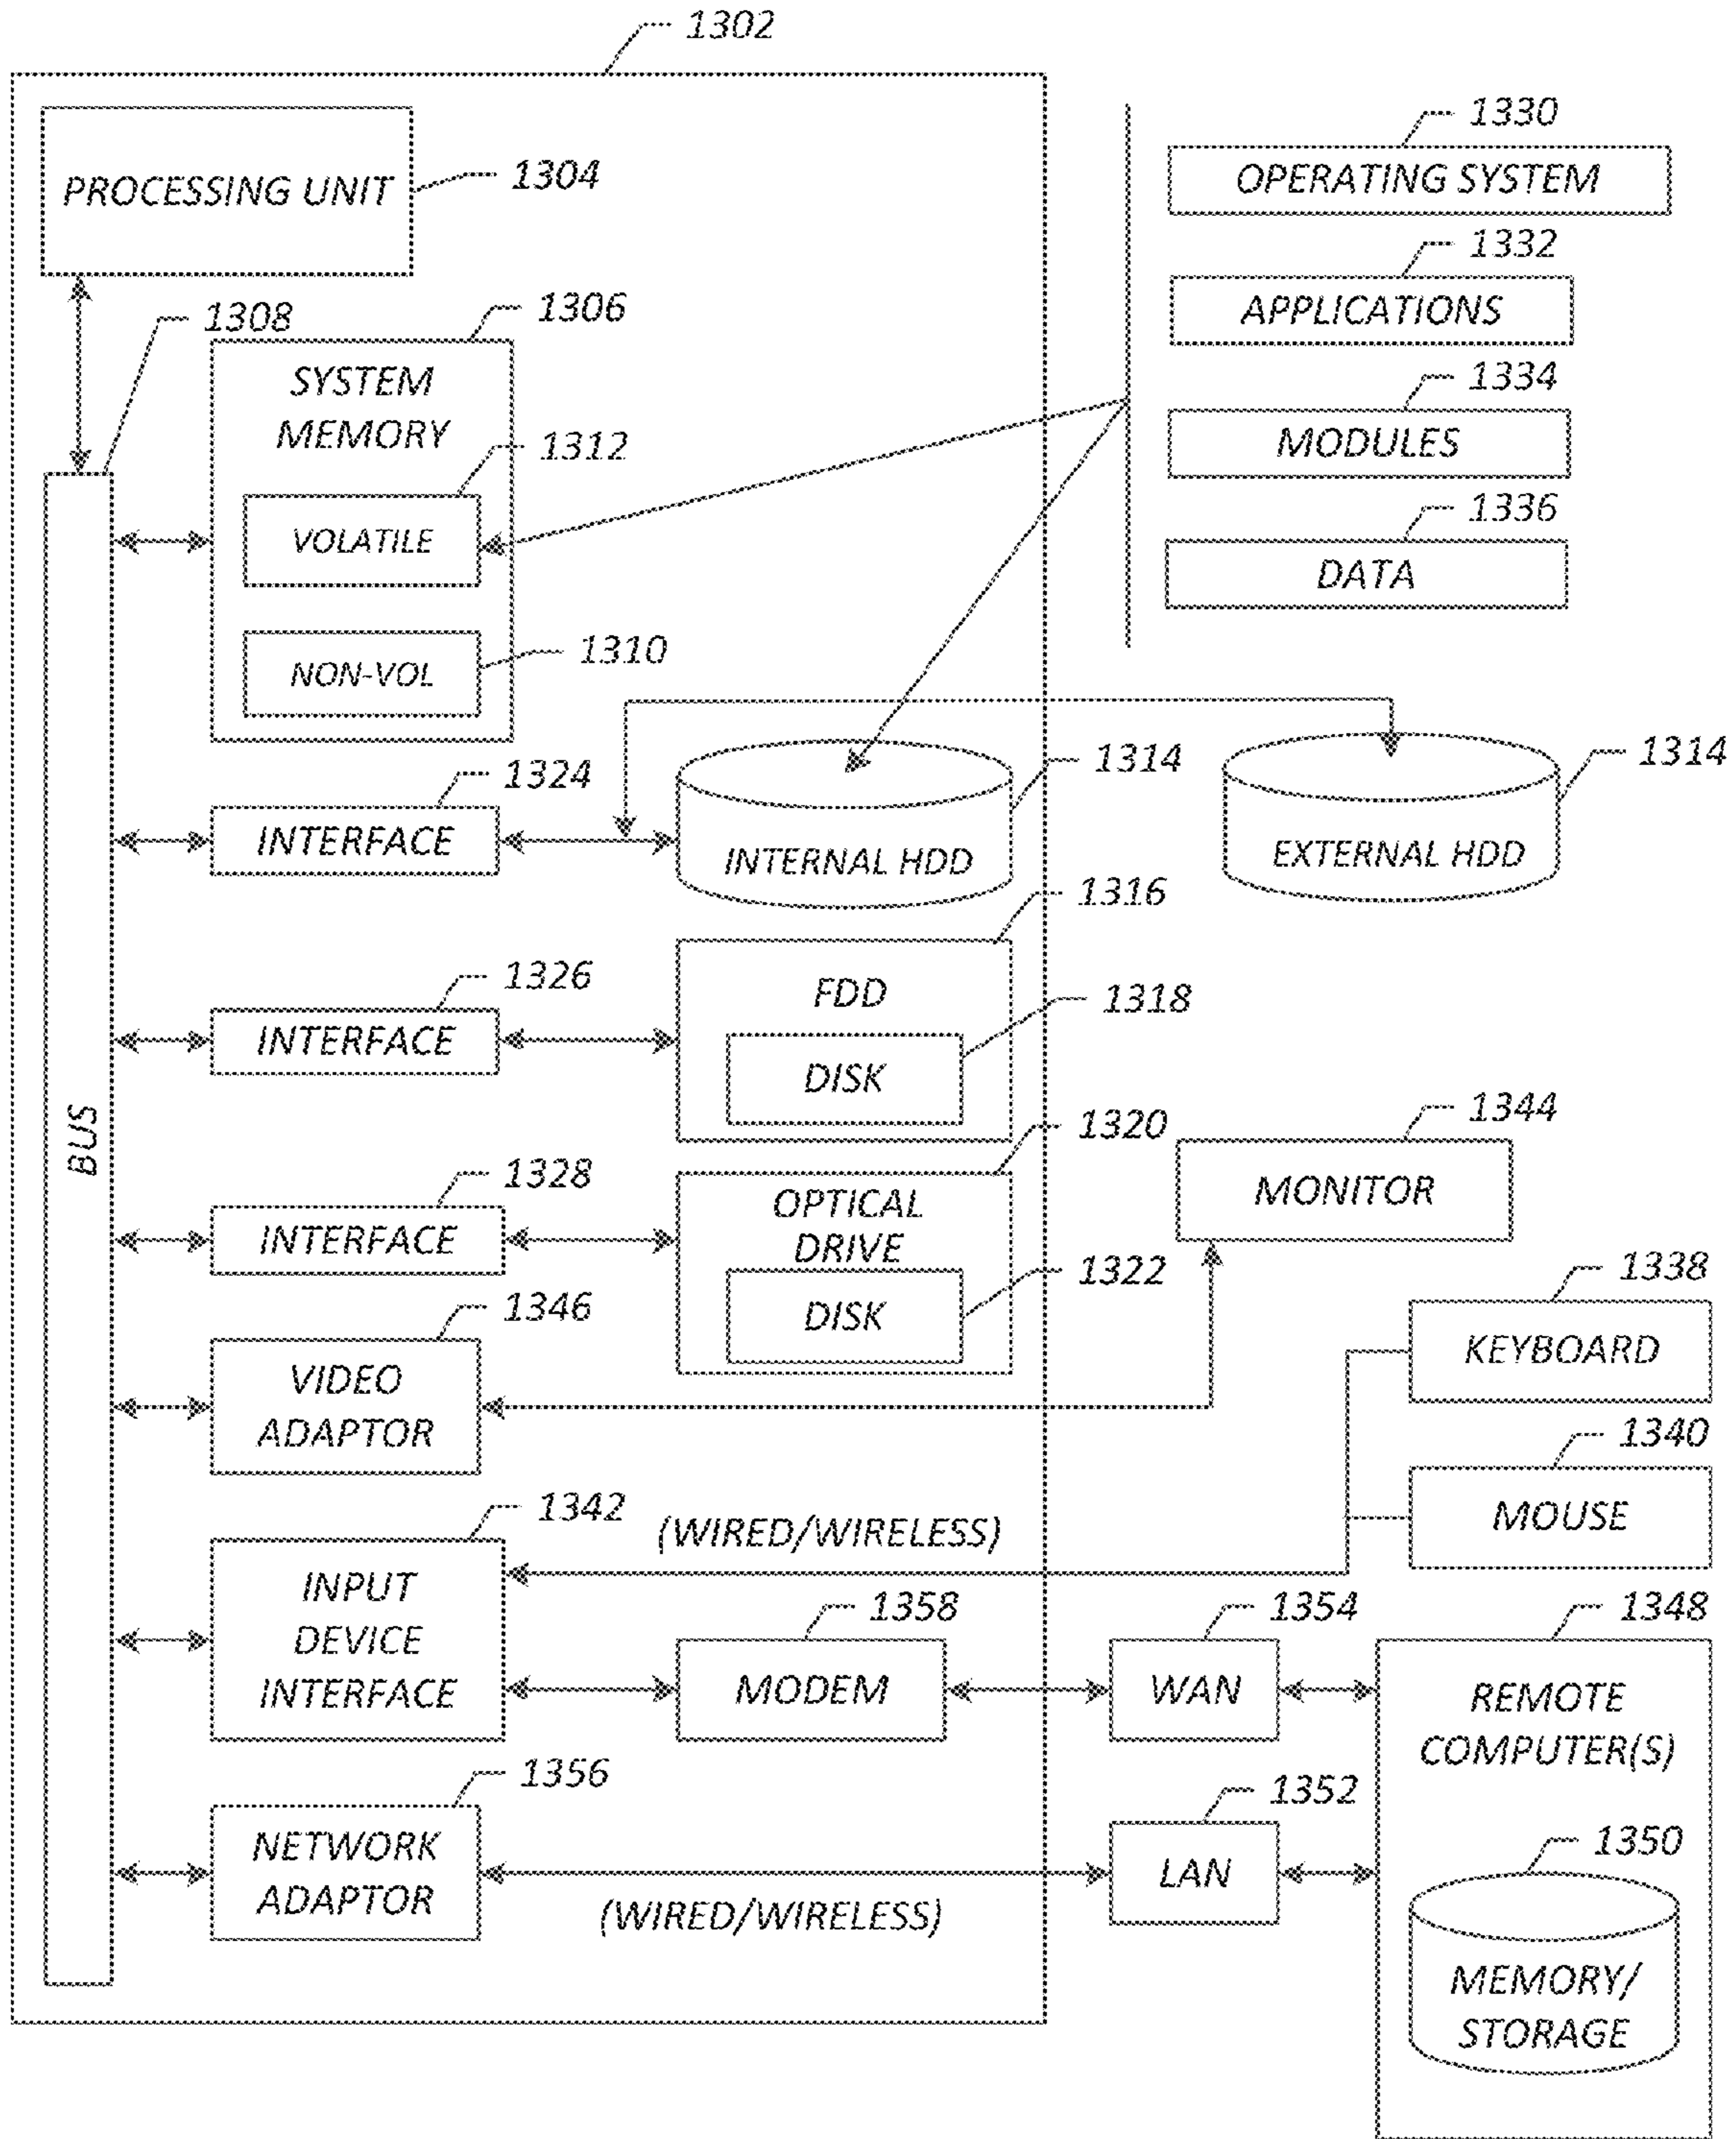 1302
PROCESSING UNIT
1304
1330
OPERATING SYSTEM
1332
APPLICATIONS
1334
MODULES
1336
DATA
1308
1306
SYSTEM
MEMORY
1312
VOLATILE
NON-VOL
1310
1324
INTERFACE
INTERNAL HDD
1314
EXTERNAL HDD
1314
1326
INTERFACE
1316
FDD
1318
DISK
BUS
1328
INTERFACE
1320
OPTICAL
DRIVE
1322
DISK
1344
MONITOR
1346
VIDEO
ADAPTOR
1338
KEYBOARD
1340
MOUSE
1342
INPUT
DEVICE
INTERFACE
(WIRED/WIRELESS)
1358
MODEM
1354
WAN
1348
REMOTE
COMPUTER(S)
1356
NETWORK
ADAPTOR
(WIRED/WIRELESS)
1352
LAN
1350
MEMORY/
STORAGE